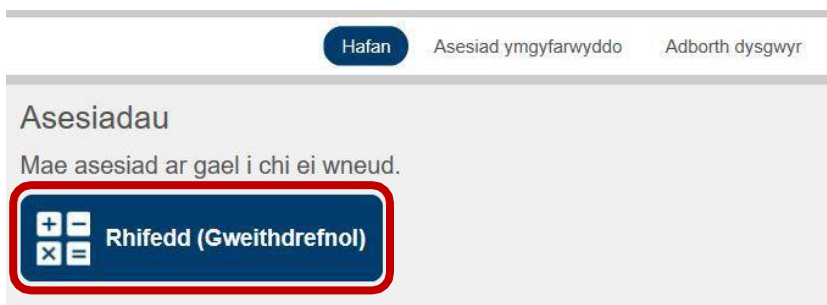 Hafan Asesiad ymgyfarwyddo Adborth dysgwyr
Asesiadau
Mae asesiad ar gael i chi ei wneud.
Rhifedd (Gweithdrefnol)